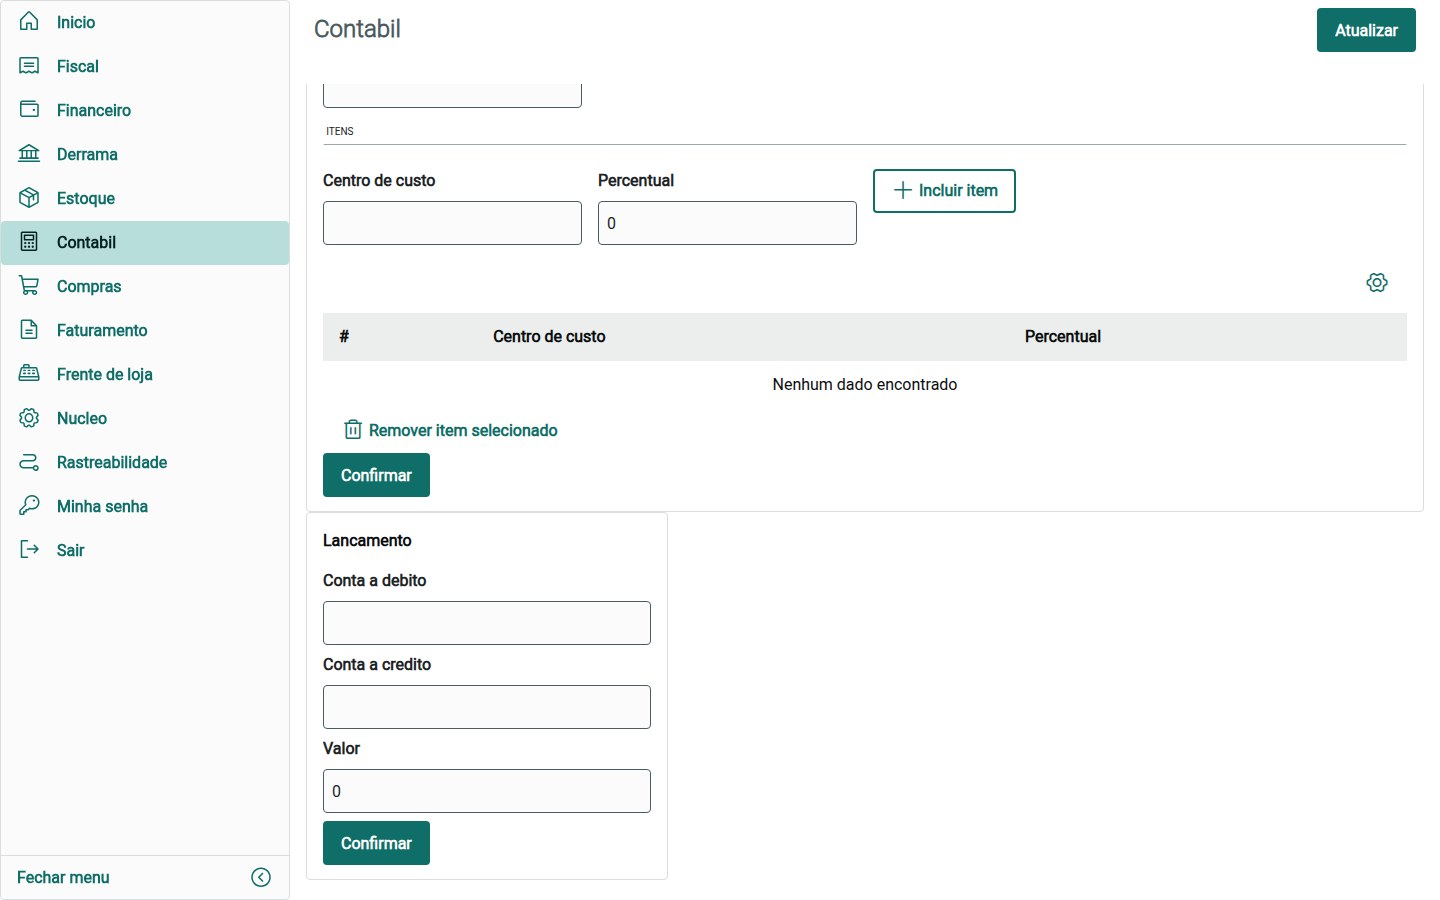 Inicio
Fiscal
Financeiro
Derrama
Estoque
Contabil
Compras
Faturamento
Frente de loja
Nucleo
Rastreabilidade
Minha senha
Sair
Fechar menu
Contabil
Atualizar
ITENS
Centro de custo Percentual
Incluir item
0
# Centro de custo Percentual
Nenhum dado encontrado
Remover item selecionado
Confirmar
Lancamento
Conta a debito
Conta a credito
Valor
0
Confirmar